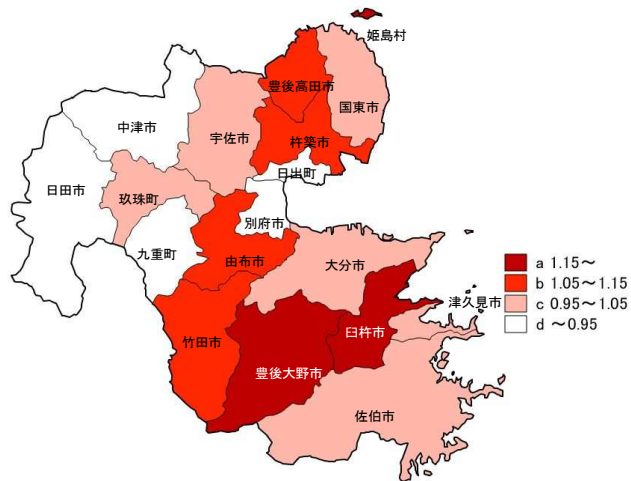 姫島村
豊後高田市
国東市
中津市
宇佐市
杵築市
日出町
日田市
玖珠町
別府市
九重町
由布市
大分市
a 1.15～
b 1.05～1.15
c 0.95～1.05
d ～0.95
津久見市
臼杵市
竹田市
豊後大野市
佐伯市